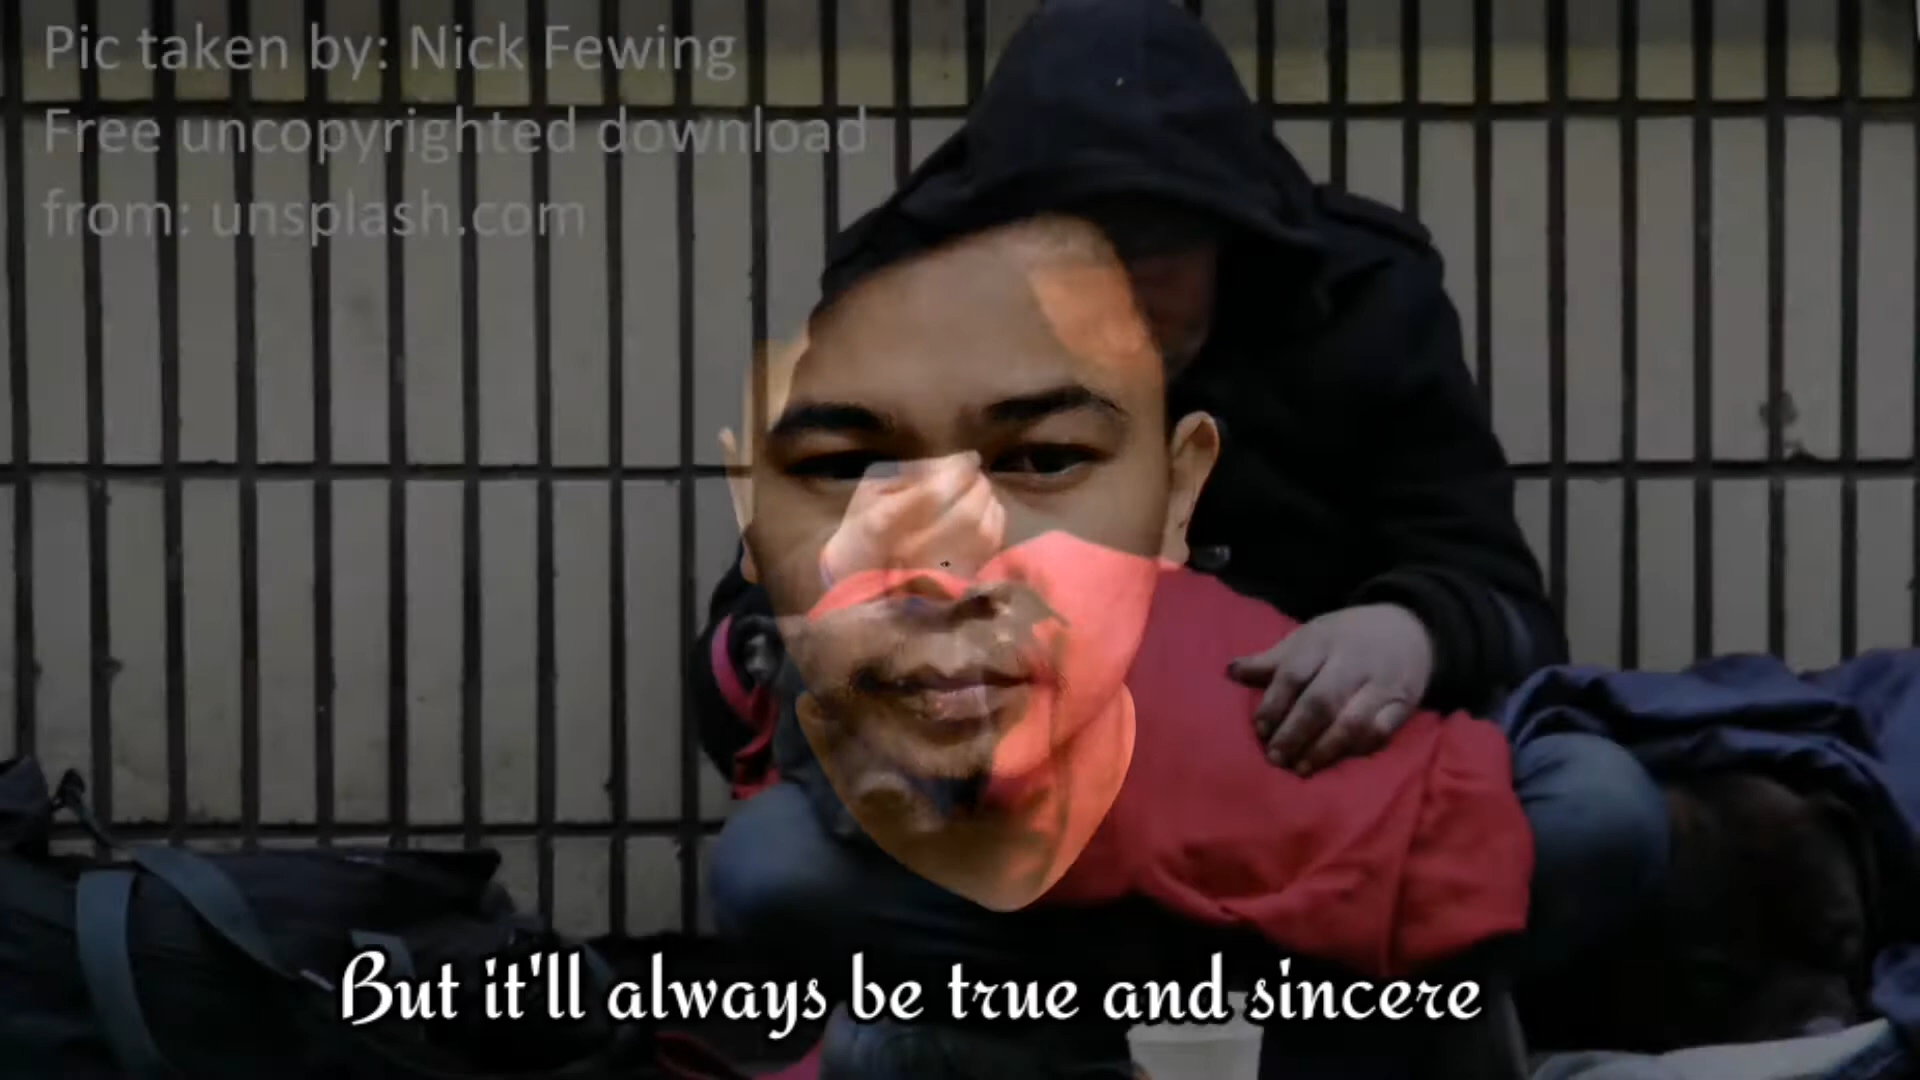 Pic taken by: Nick Fewing
Free uncopyrighted download
from: unsplash.com
But it'll always be true and sincere